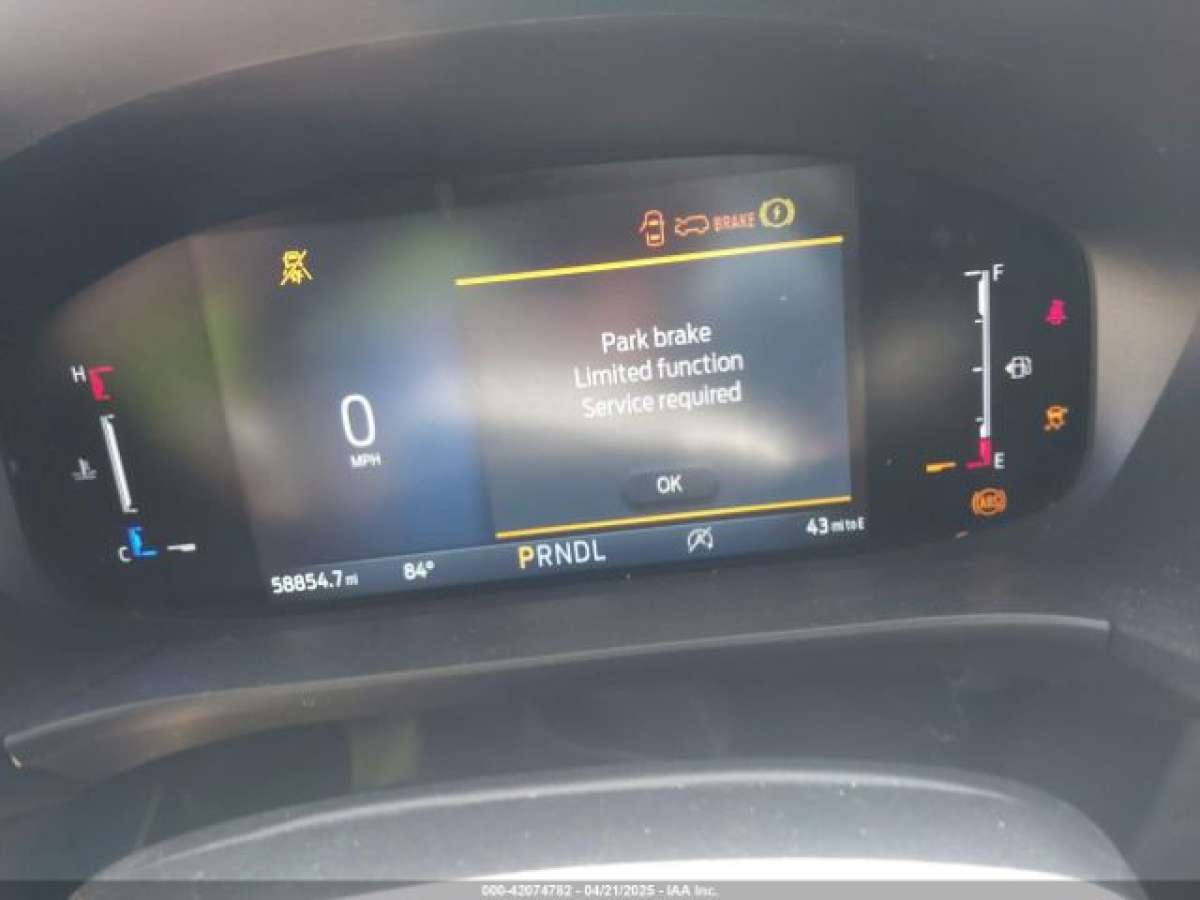 BRAKE
Park brake
Limited function
Service required
OK
0
MPH
H
C
F
E
ABS
58854.7 mi
84°
PRNDL
43 mi to E
000-42074782 - 04/21/2025 - IAA Inc.